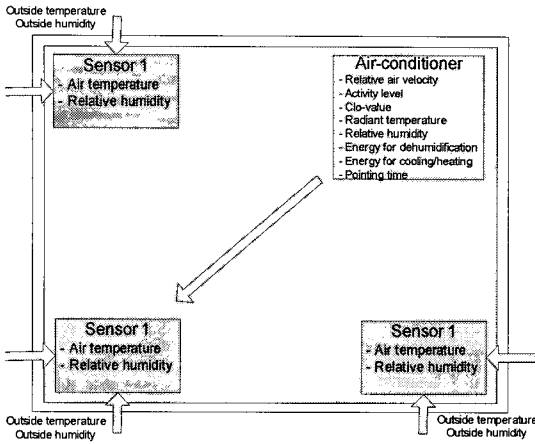 Outside temperature
Outside humidity
Sensor 1
- Air temperature
- Relative humidity
Air-conditioner
- Relative air velocity
- Activity level
- Clo-value
- Radiant temperature
- Relative humidity
- Energy for dehumidification
- Energy for cooling/heating
- Pointing time
Sensor 1
- Air temperature
- Relative humidity
Sensor 1
- Air temperature
- Relative humidity
Outside temperature
Outside humidity
Outside temperature
Outside humidity